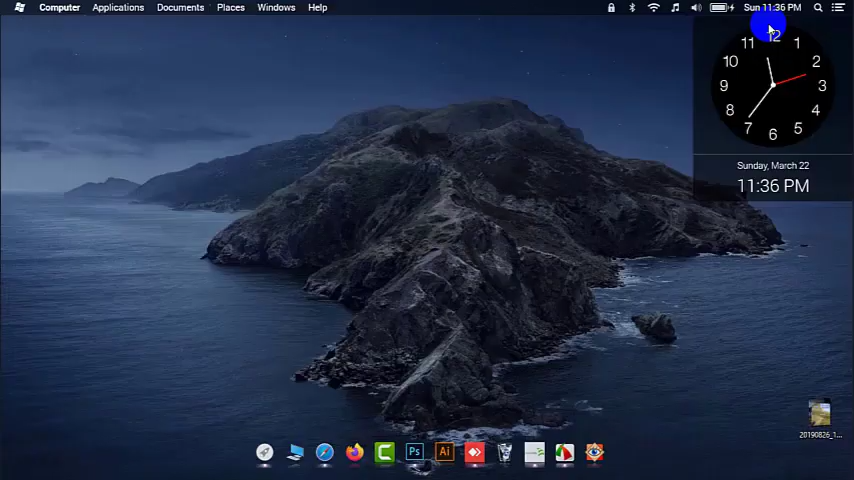 Computer Applications Documents Places Windows Help Sun 11:36 PM
12
11 1
10 2
9 3
8 4
7 5
6
Sunday, March 22
11:36 PM
20190826_1...
Ps Ai